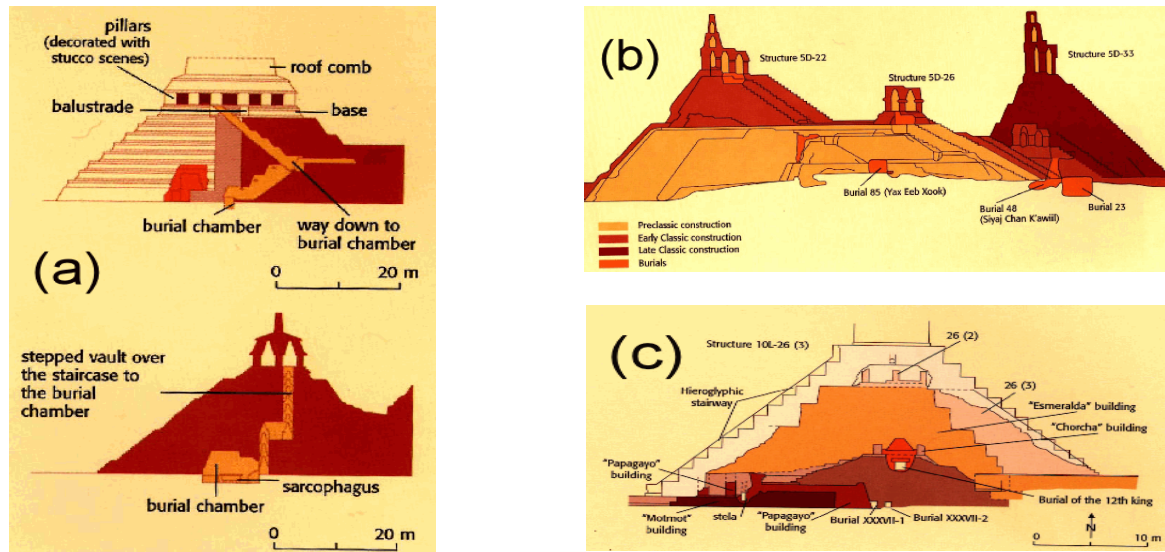 pillars
(decorated with
stucco scenes)
roof comb
balustrade
base
burial chamber
way down to
burial chamber
(a)
0
20 m
stepped vault over
the staircase to
the burial
chamber
burial chamber
sarcophagus
(b)
Structure 5D-22
Structure 5D-26
Structure 5D-33
Burial 85 (Yax Eeb Xook)
Burial 48
(Siyaj Chan K'awiil)
Burial 23
Preclassic construction
Early Classic construction
Late Classic construction
Burials
(c)
Structure 10L-26 (3)
26 (2)
Hieroglyphic
stairway
26 (3)
"Esmeralda" building
"Chorcha" building
"Papagayo"
building
Burial of the 12th king
"Motmot"
building
stela
"Papagayo"
building
Burial XXXVII-1
Burial XXXVII-2
N
0
10 m